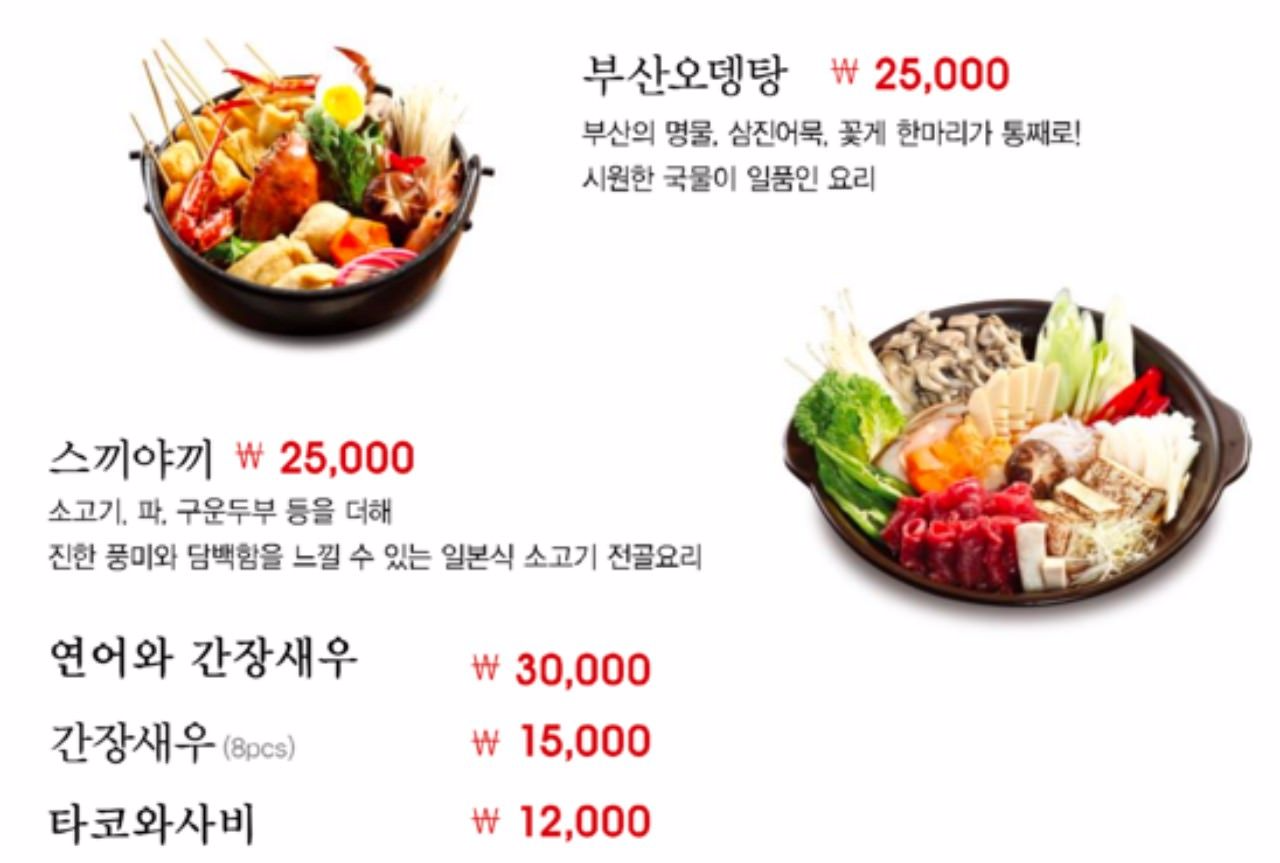 부산오뎅탕 ₩ 25,000
부산의 명물, 삼진어묵, 꽃게 한마리가 통째로!
시원한 국물이 일품인 요리
스끼야끼 ₩ 25,000
소고기, 파, 구운두부 등을 더해
진한 풍미와 담백함을 느낄 수 있는 일본식 소고기 전골요리
연어와 간장새우 ₩ 30,000
간장새우 (8pcs) ₩ 15,000
타코와사비 ₩ 12,000